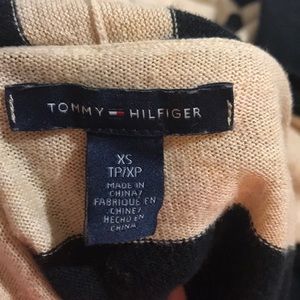 TOMMY HILFIGER
XS
TP/XP
MADE IN
CHINA/
FABRIQUÉ EN
CHINE/
HECHO EN
CHINA